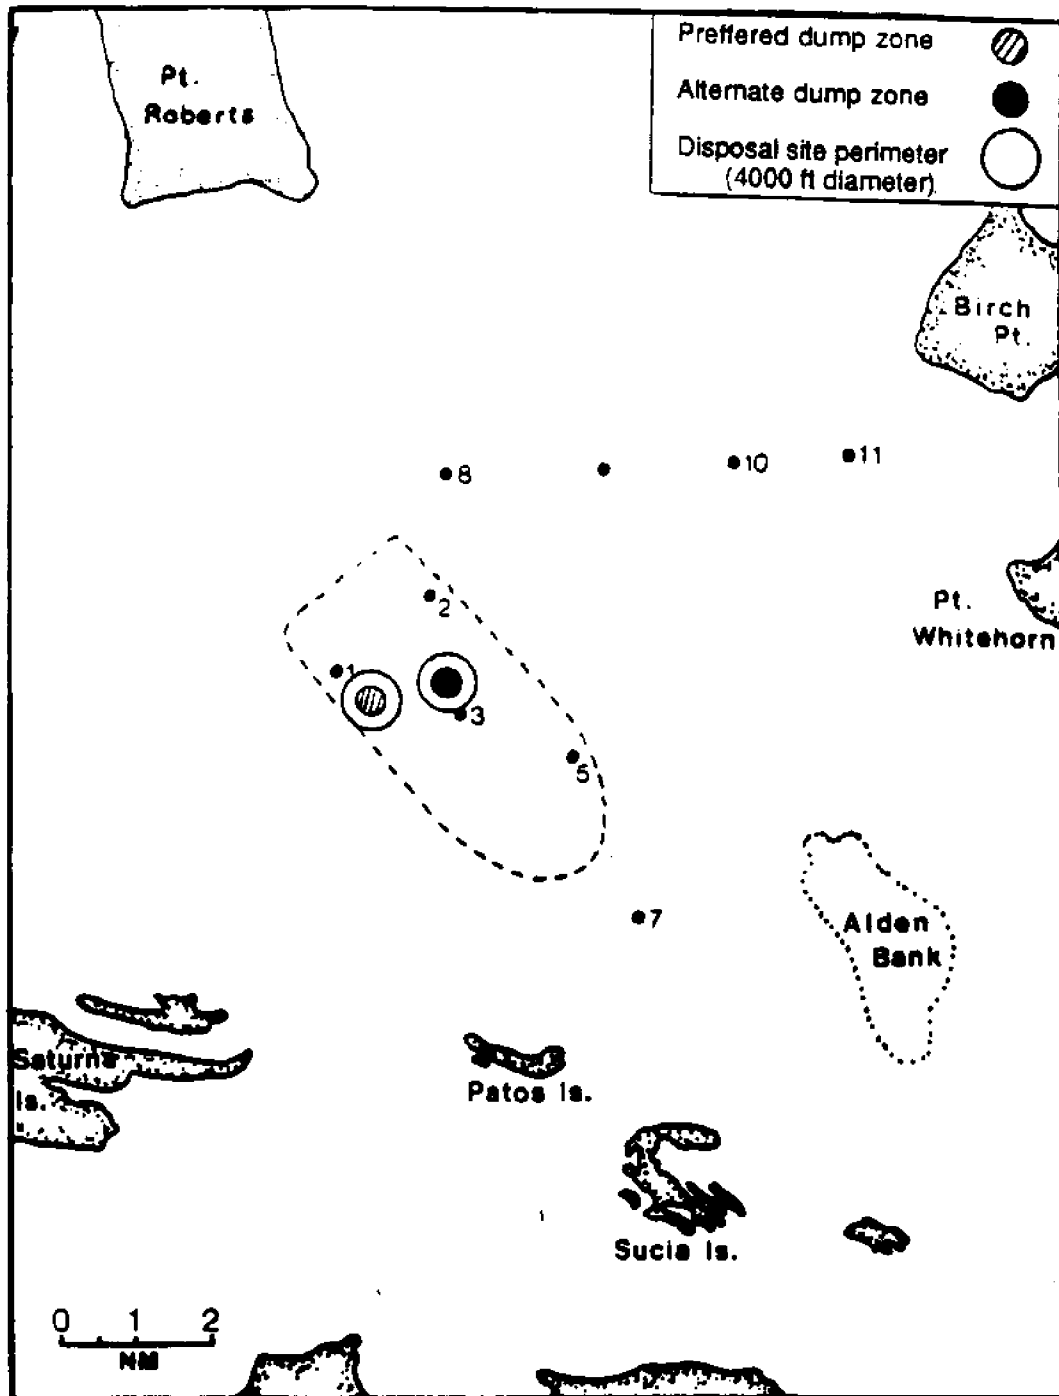 Preffered dump zone
Alternate dump zone
Disposal site perimeter
(4000 ft diameter)
Pt.
Roberts
Birch
Pt.
8
10
11
2
Pt.
Whitehorn
1
3
5
7
Alden
Bank
Saturna
Is.
Patos Is.
Sucia Is.
0 1 2
NM